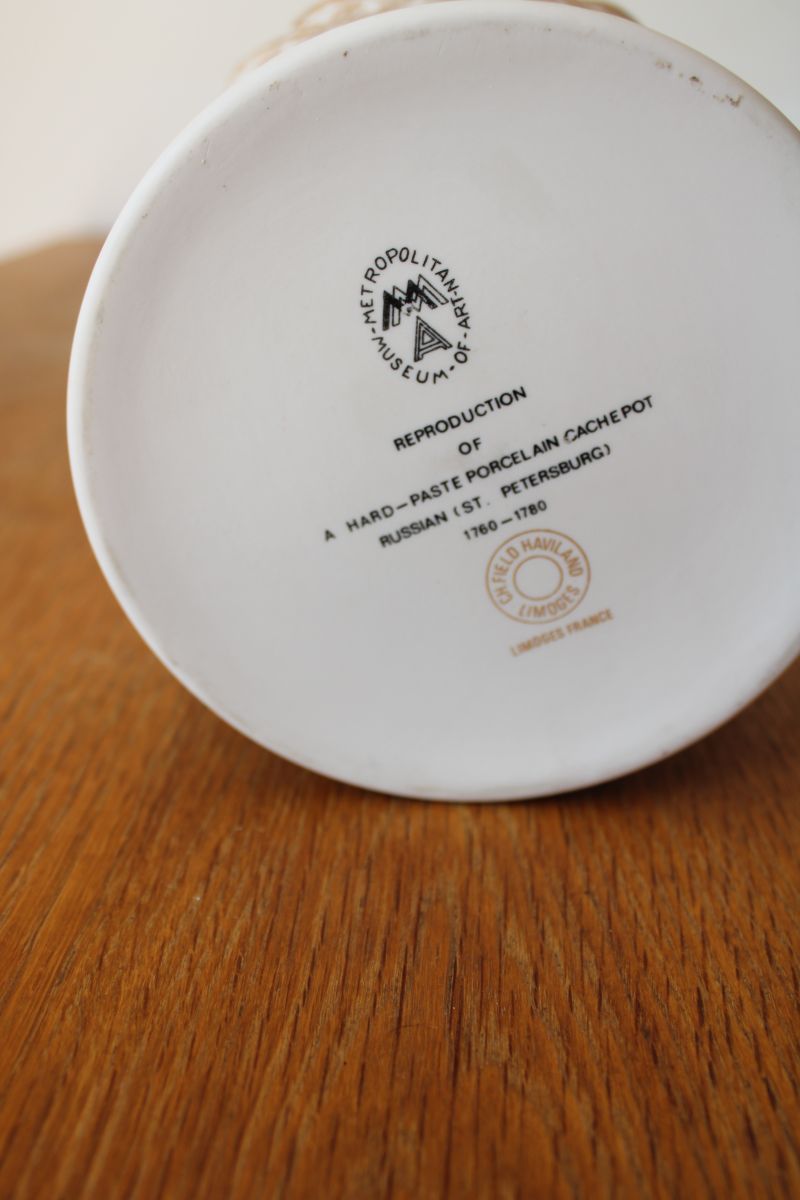 METROPOLITAN-MUSEUM-OF-ART-
MMA
REPRODUCTION
OF
A HARD-PASTE PORCELAIN CACHEPOT
RUSSIAN (ST. PETERSBURG)
1760-1780
CH FIELD HAVILAND
LIMOGES
LIMOGES FRANCE